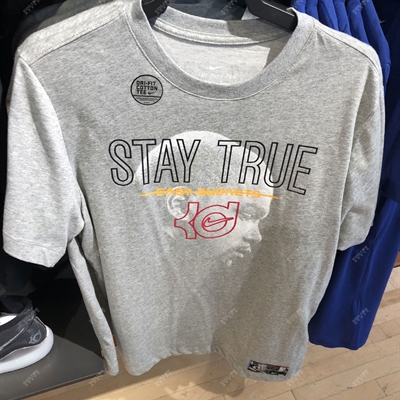 DRI-FIT
COTTON
TEE
STAY TRUE
KD